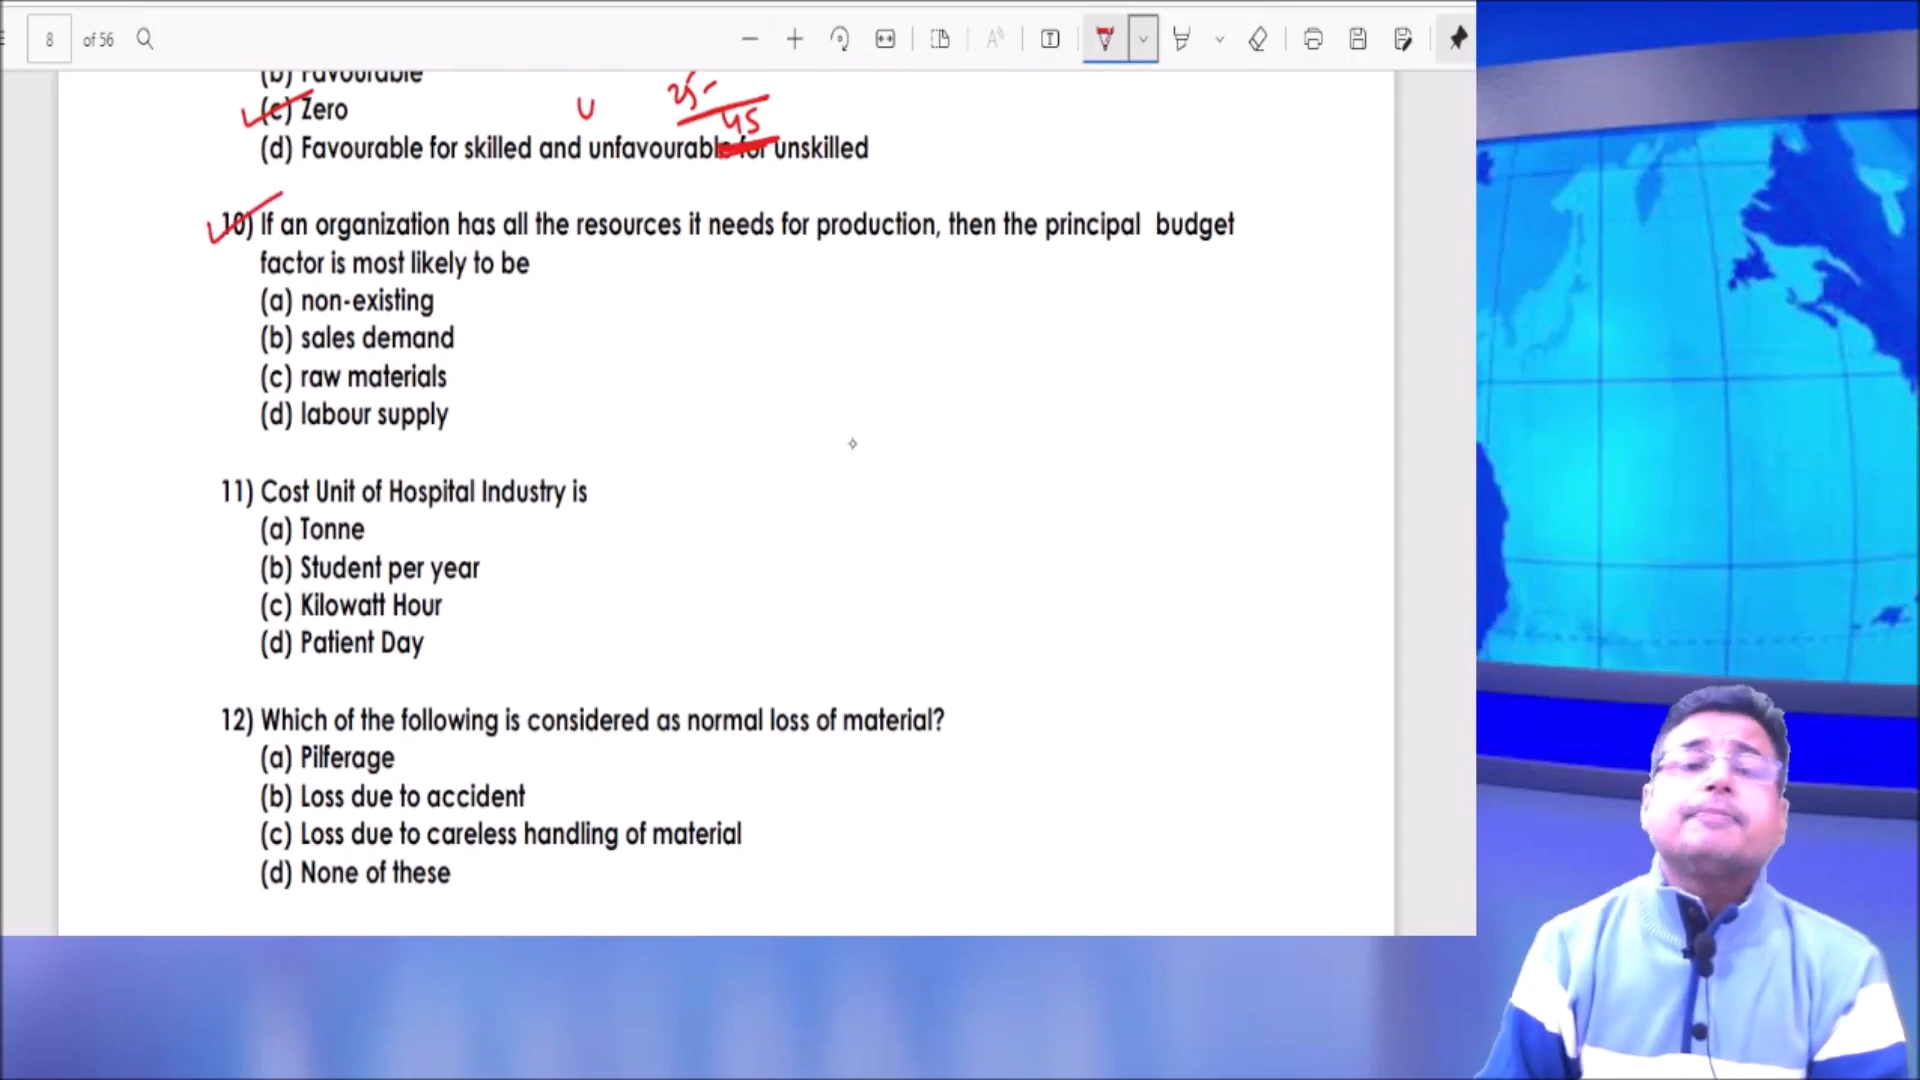 8 of 56
(b) Favourable
(c) Zero
U
25
45
(d) Favourable for skilled and unfavourable for unskilled
10) If an organization has all the resources it needs for production, then the principal budget
factor is most likely to be
(a) non-existing
(b) sales demand
(c) raw materials
(d) labour supply
11) Cost Unit of Hospital Industry is
(a) Tonne
(b) Student per year
(c) Kilowatt Hour
(d) Patient Day
12) Which of the following is considered as normal loss of material?
(a) Pilferage
(b) Loss due to accident
(c) Loss due to careless handling of material
(d) None of these